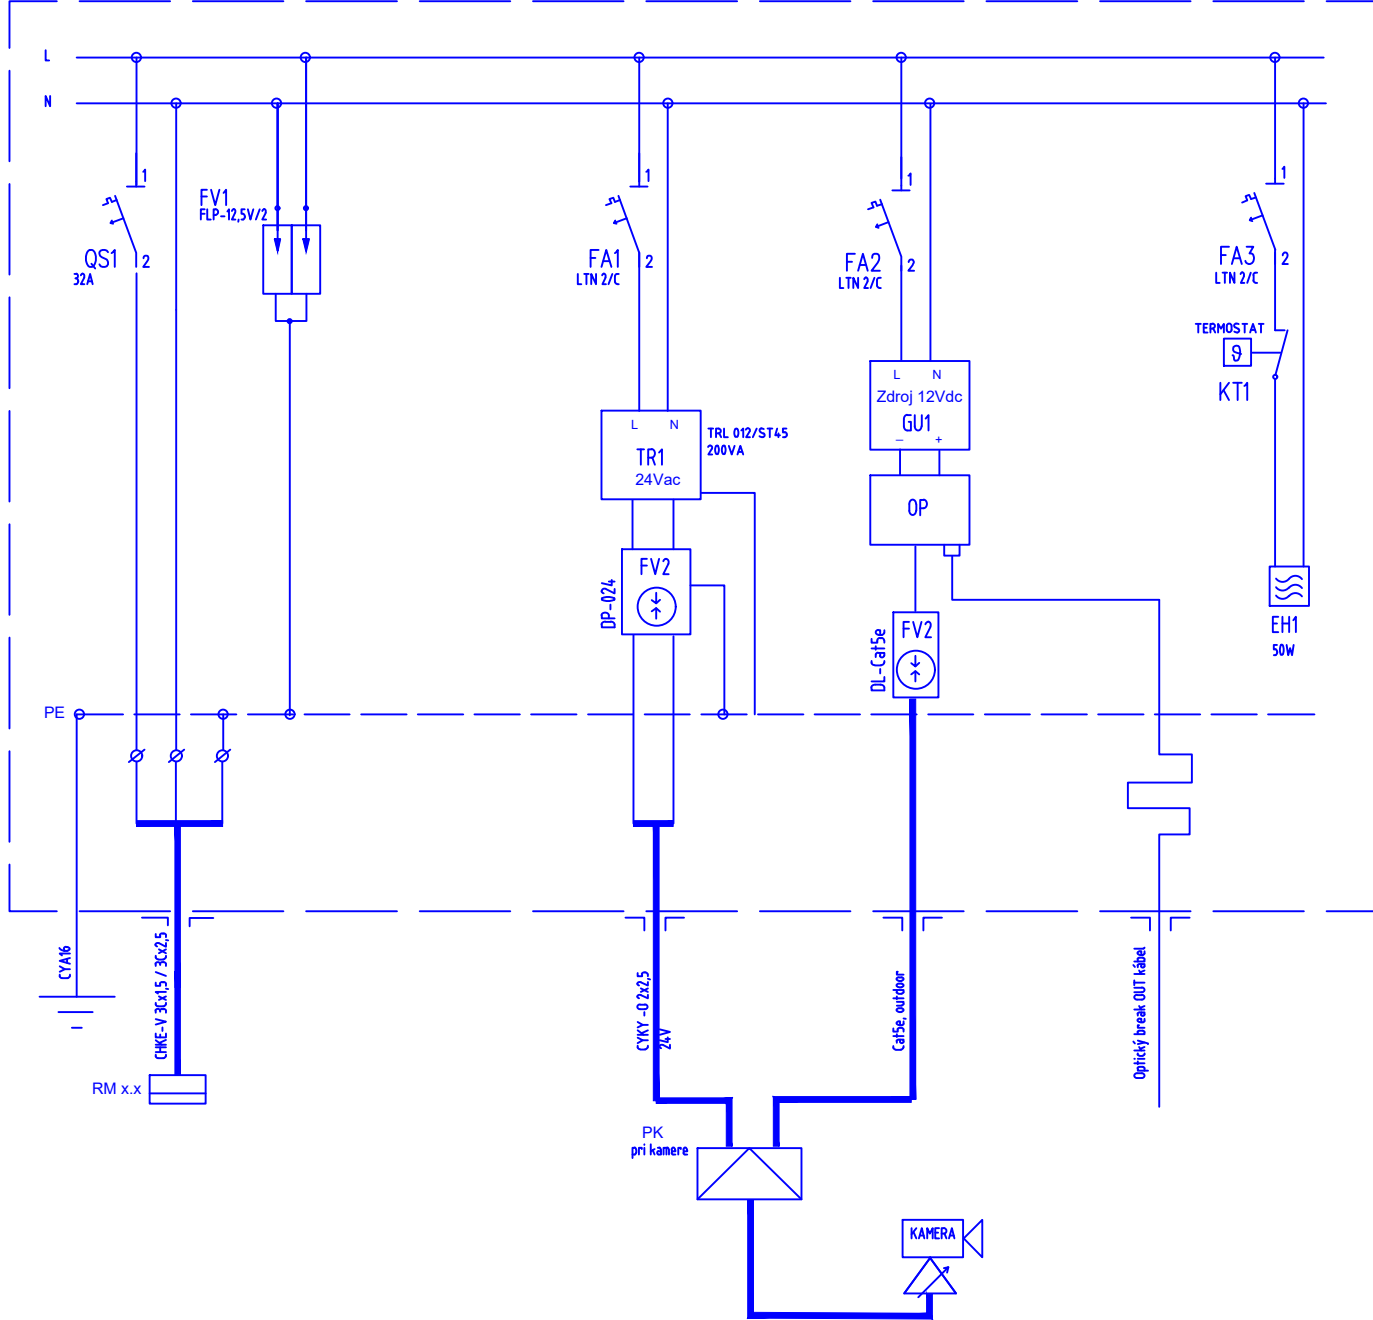 L
N
1
FV1
FLP-12,5V/2
QS1
2
32A
1
FA1
2
LTN 2/C
1
FA2
2
LTN 2/C
1
FA3
2
LTN 2/C
TERMOSTAT
ϑ
KT1
L N
Zdroj 12Vdc
GU1
– +
L N
TR1
24Vac
TRL 012/ST45
200VA
OP
FV2
DP-024
FV2
DL-Cat5e
EH1
50W
PE
CYA16
CHKE-V 3Cx1,5 / 3Cx2,5
CYKY -O 2x2,5
24V
Cat5e, outdoor
Optický break OUT kábel
RM x.x
PK
pri kamere
KAMERA